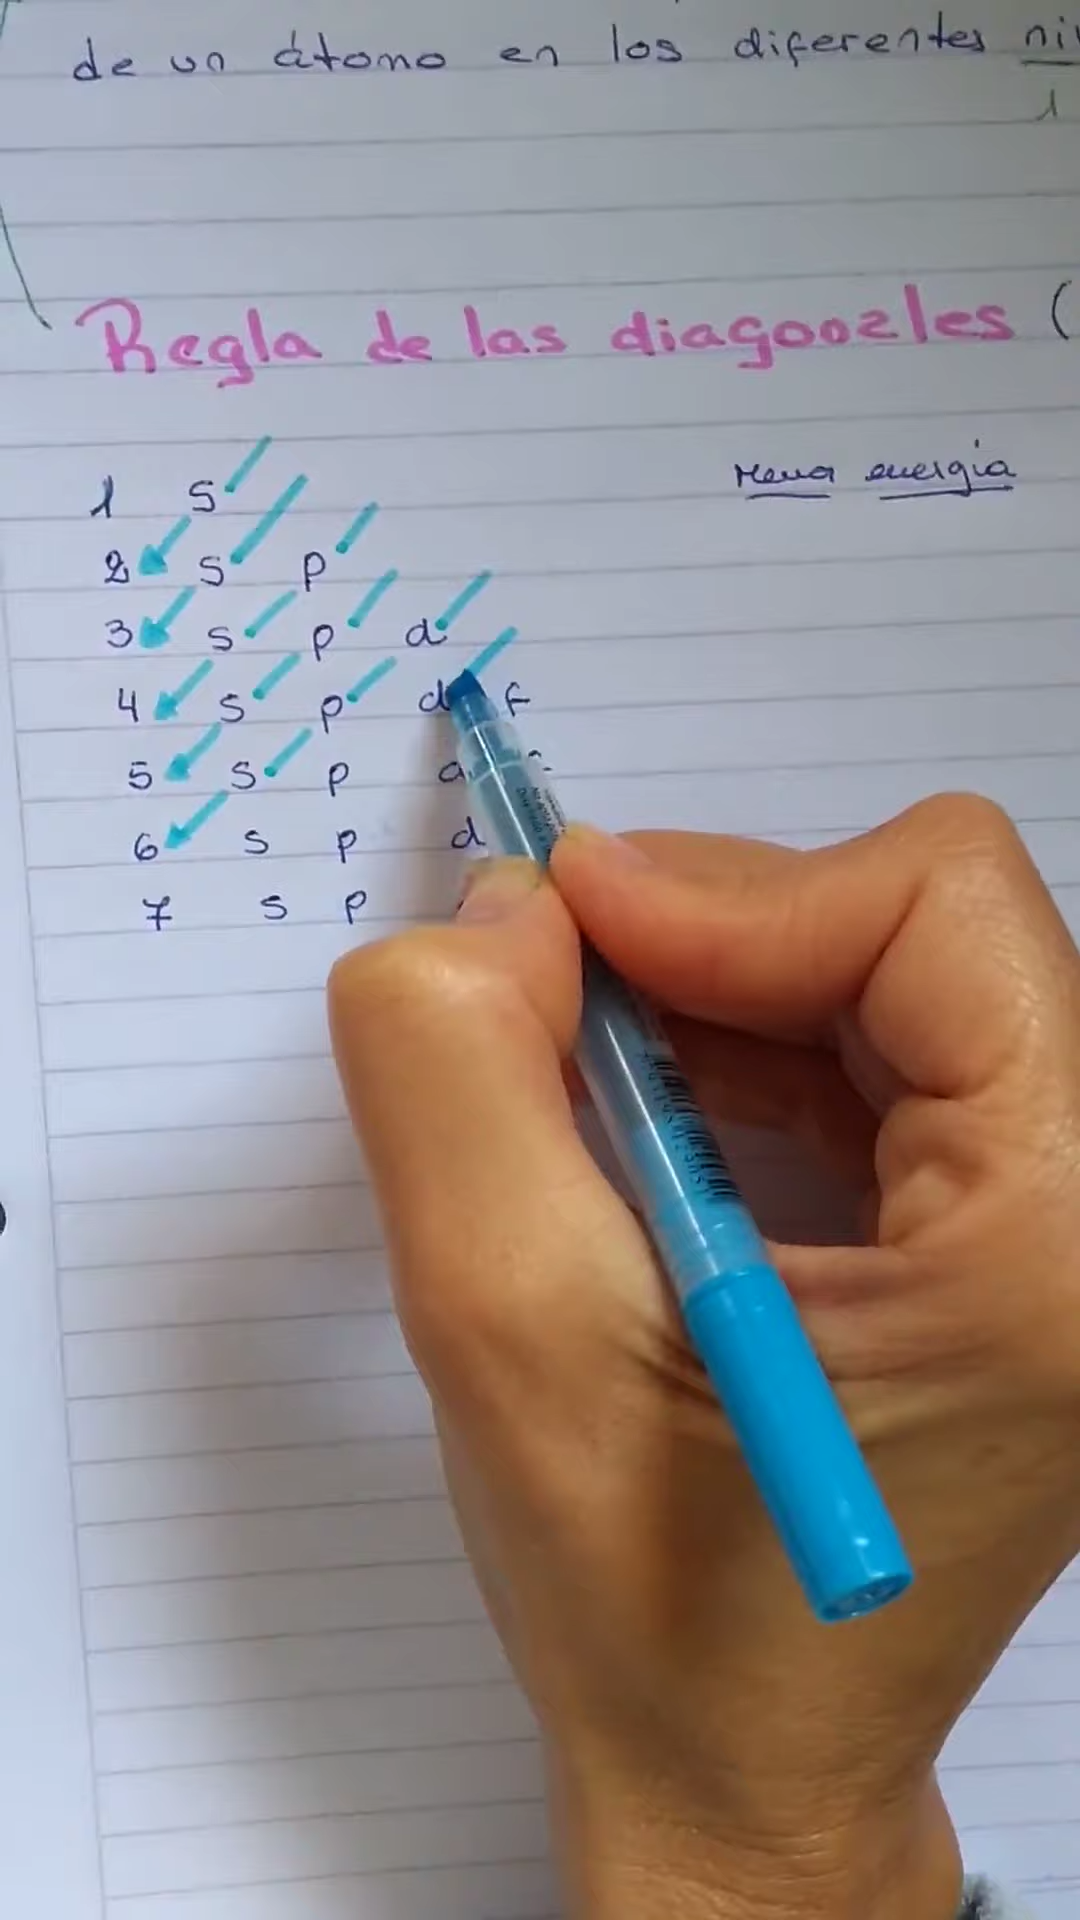 de un átomo en los diferentes ni
Regla de las diagonales (
Menor energía
1 s
2 s p
3 s p d
4 s p d f
5 s p d
6 s p d
7 s p